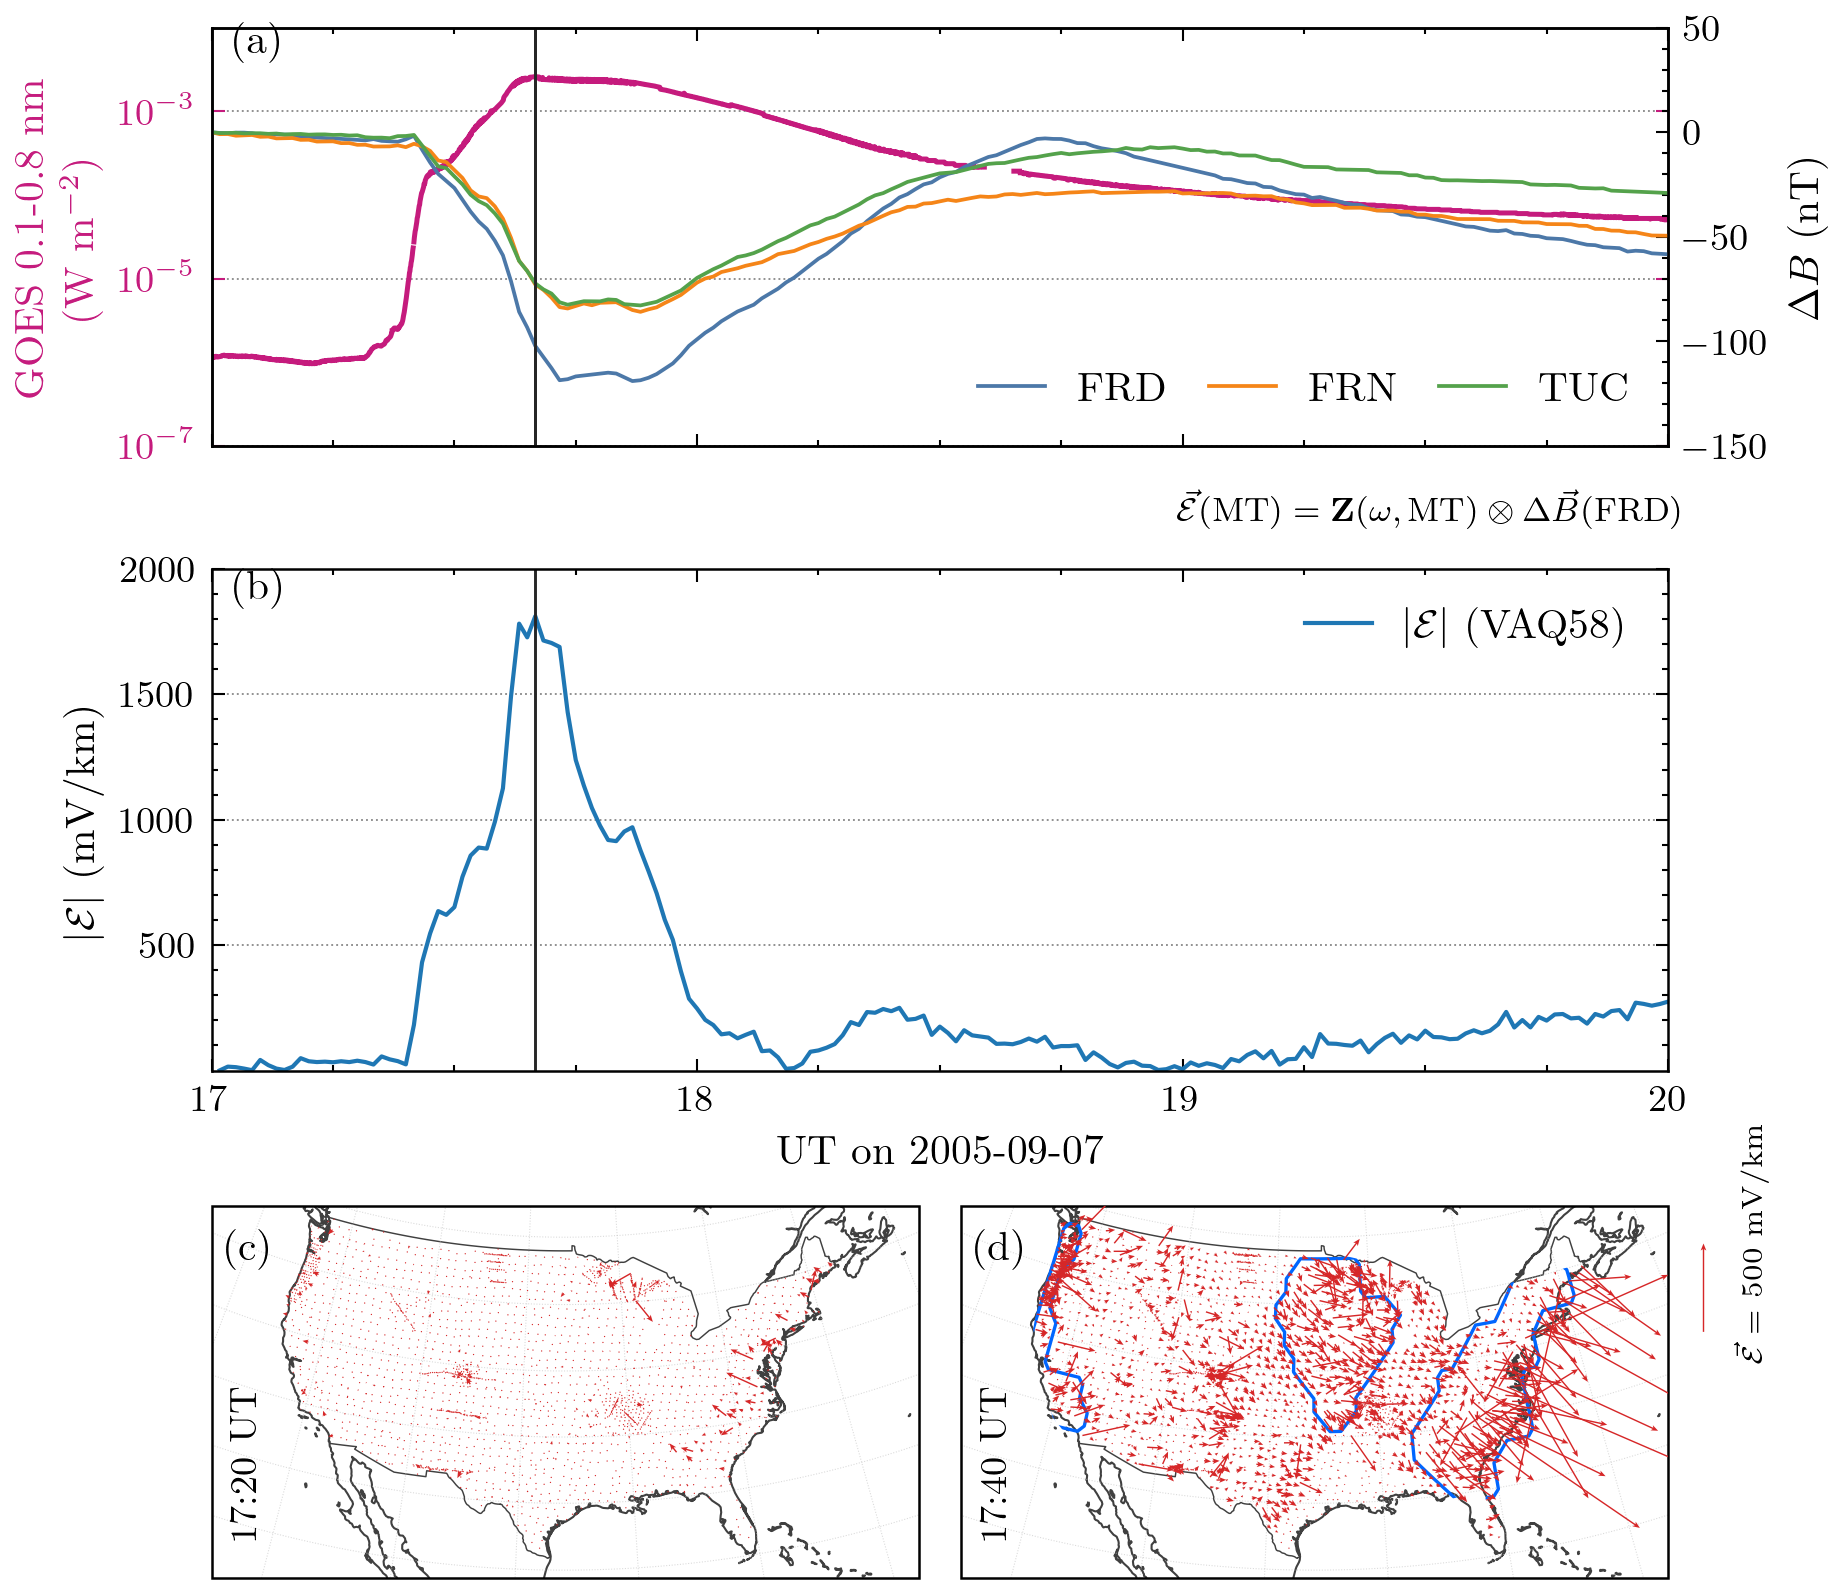 (a)
GOES 0.1-0.8 nm
(W m⁻²)
10⁻³
10⁻⁵
10⁻⁷
50
0
−50
−100
−150
ΔB (nT)
FRD FRN TUC
ℰ⃗(MT) = Z(ω, MT) ⊗ ΔB⃗(FRD)
(b)
|ℰ| (mV/km)
2000
1500
1000
500
|ℰ| (VAQ58)
17 18 19 20
UT on 2005-09-07
(c)
17:20 UT
(d)
17:40 UT
ℰ⃗ = 500 mV/km